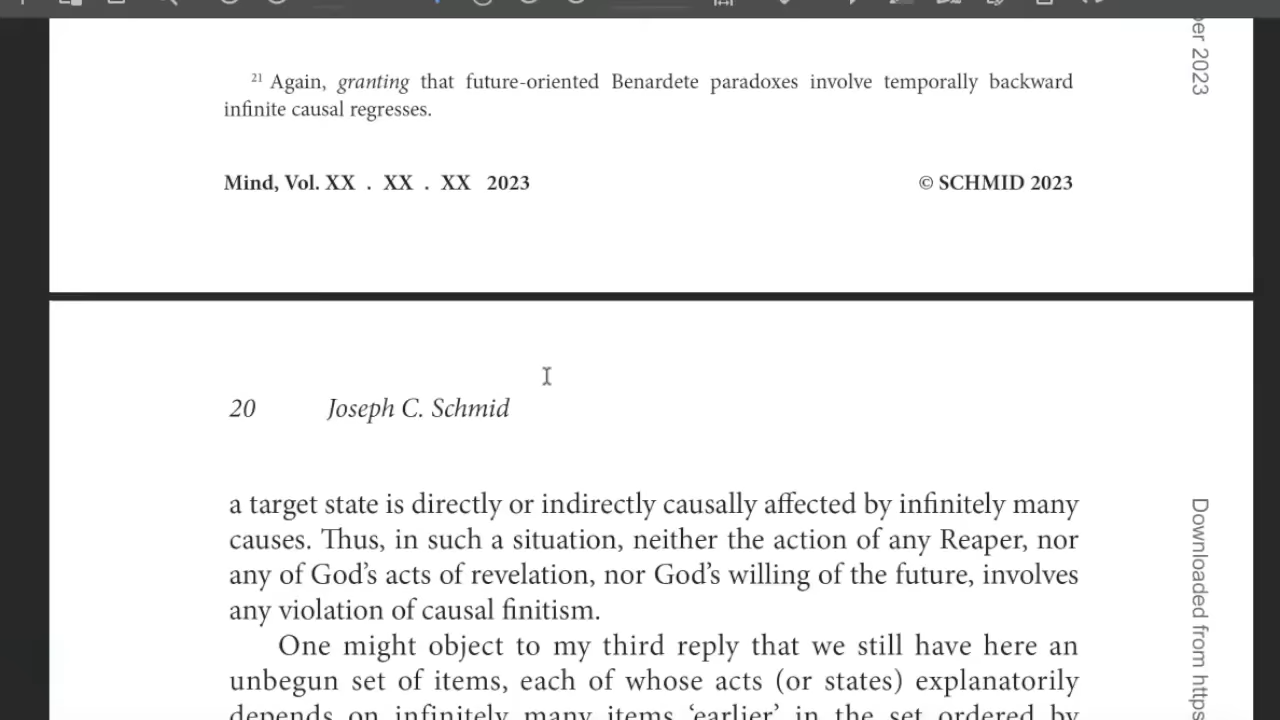 ber 2023
21 Again, granting that future-oriented Benardete paradoxes involve temporally backward
infinite causal regresses.
Mind, Vol. XX . XX . XX 2023
© SCHMID 2023
20 Joseph C. Schmid
a target state is directly or indirectly causally affected by infinitely many
causes. Thus, in such a situation, neither the action of any Reaper, nor
any of God’s acts of revelation, nor God’s willing of the future, involves
any violation of causal finitism.
One might object to my third reply that we still have here an
unbegun set of items, each of whose acts (or states) explanatorily
depends on infinitely many items ‘earlier’ in the set ordered by
Downloaded from https